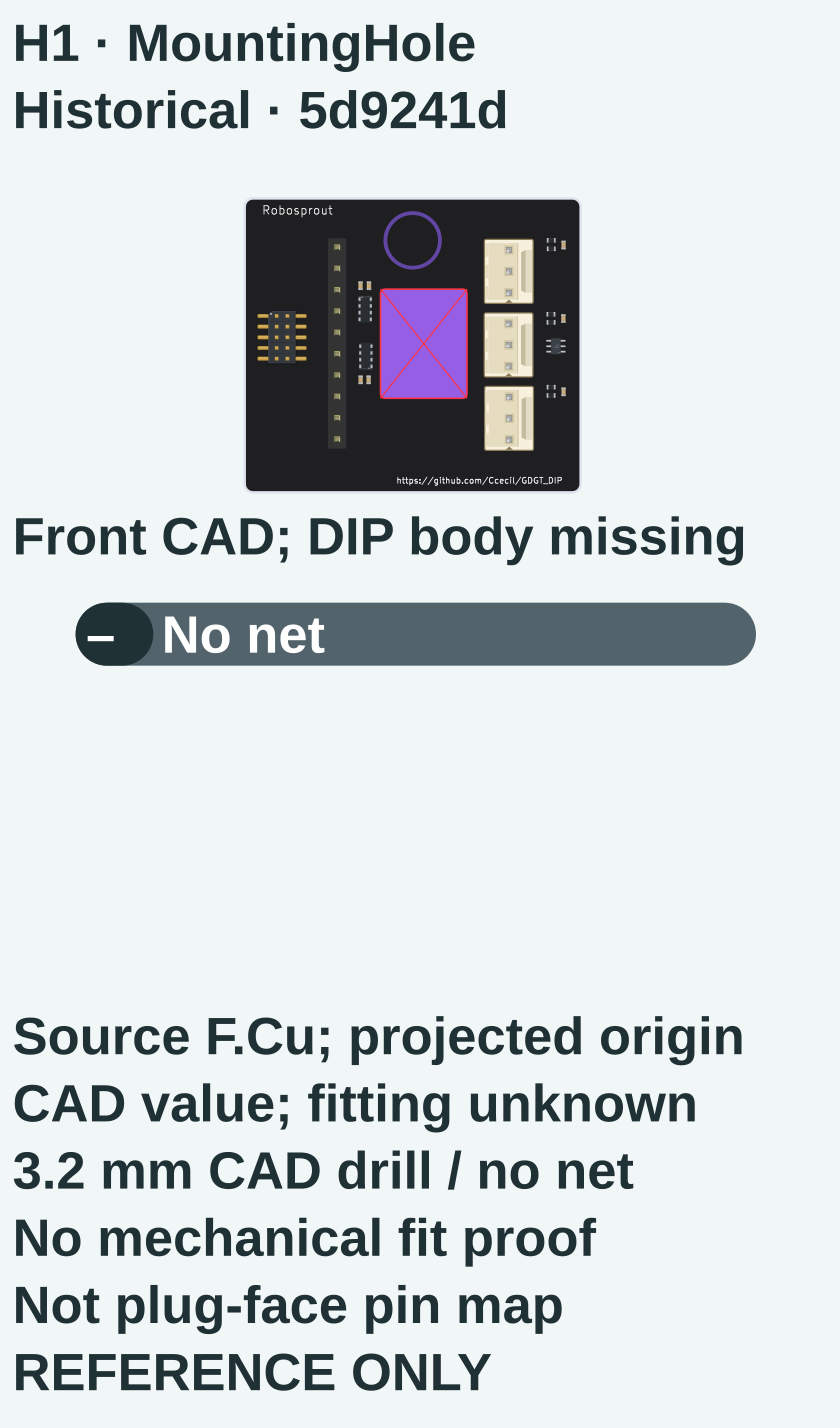 H1 · MountingHole
Historical · 5d9241d
Robosprout
https://github.com/Ccecil/GDGT_DIP
Front CAD; DIP body missing
– No net
Source F.Cu; projected origin
CAD value; fitting unknown
3.2 mm CAD drill / no net
No mechanical fit proof
Not plug-face pin map
REFERENCE ONLY